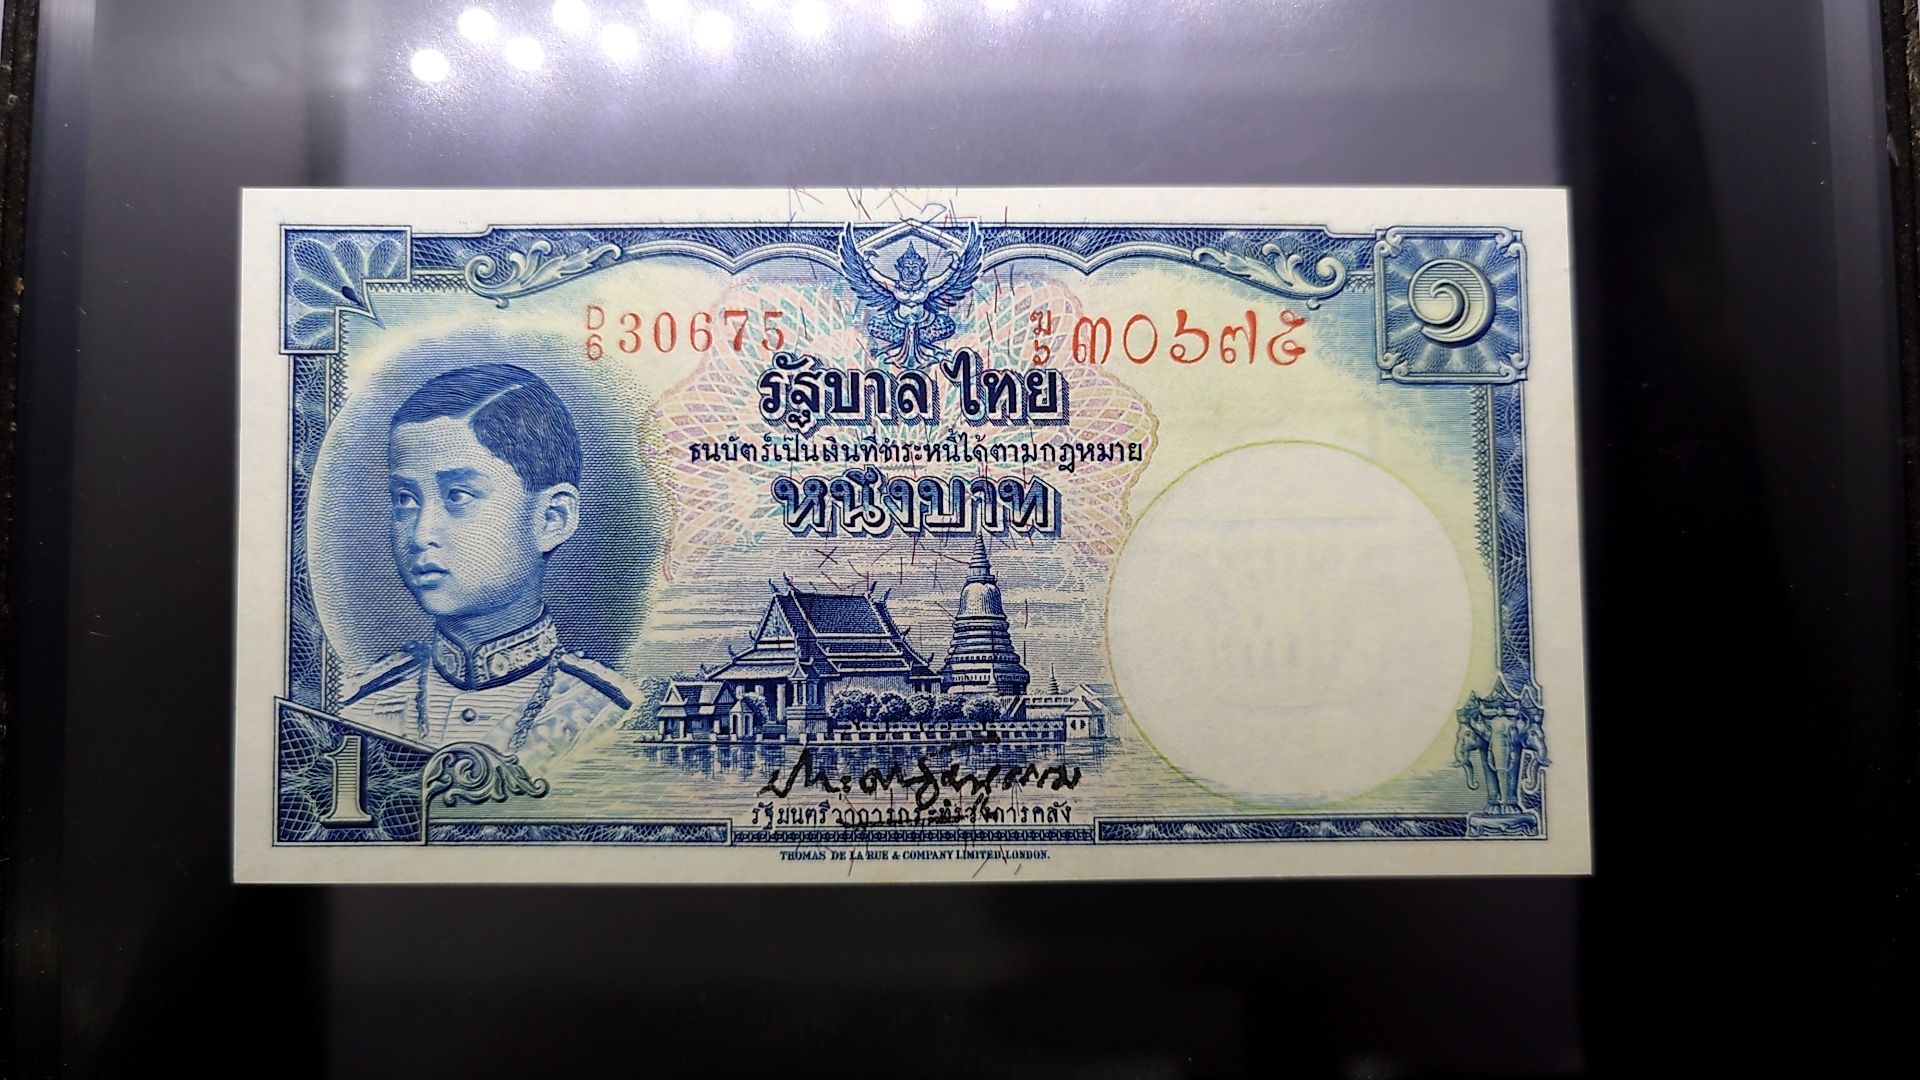 ๑
D/6 30675
ฆ/๖ ๓๐๖๗๕
รัฐบาล ไทย
ธนบัตร์เป็นเงินที่ชำระหนี้ได้ตามกฎหมาย
หนึ่งบาท
1
รัฐมนตรีว่าการกระทรวงการคลัง
THOMAS DE LA RUE & COMPANY LIMITED, LONDON.